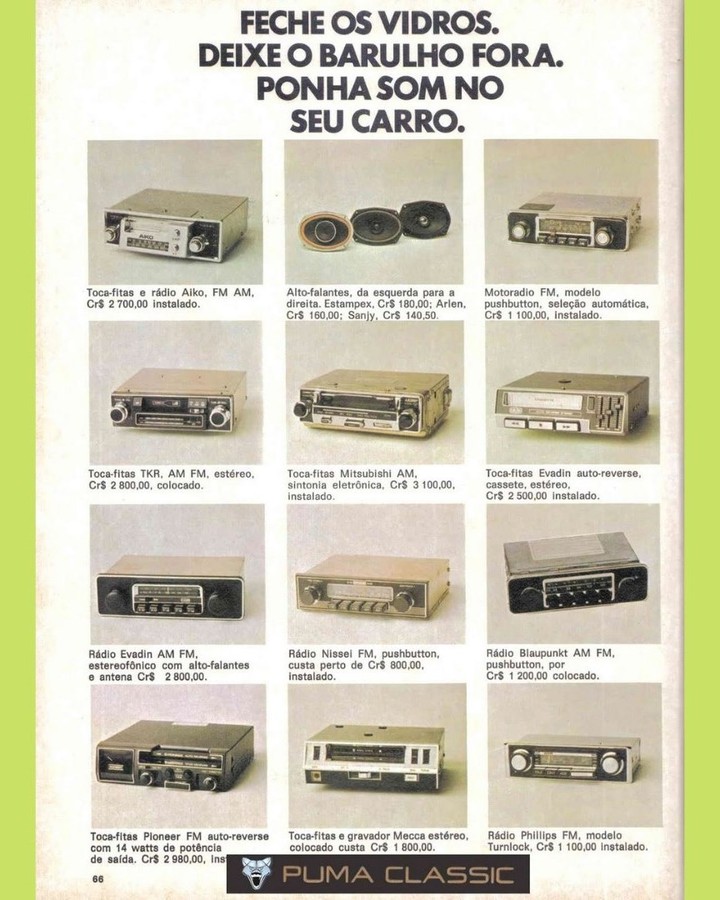 FECHE OS VIDROS.
DEIXE O BARULHO FORA.
PONHA SOM NO
SEU CARRO.
AIKO
Toca-fitas e rádio Aiko, FM AM,
Cr$ 2 700,00 instalado.
Alto-falantes, da esquerda para a
direita. Estampex, Cr$ 180,00; Arlen,
Cr$ 160,00; Sanjy, Cr$ 140,50.
Motoradio FM, modelo
pushbutton, seleção automática,
Cr$ 1 100,00, instalado.
Toca-fitas TKR, AM FM, estéreo,
Cr$ 2 800,00, colocado.
Toca-fitas Mitsubishi AM,
sintonia eletrônica, Cr$ 3 100,00,
instalado.
Toca-fitas Evadin auto-reverse,
cassete, estéreo,
Cr$ 2 500,00 instalado.
Rádio Evadin AM FM,
estereofônico com alto-falantes
e antena Cr$ 2 800,00.
Rádio Nissei FM, pushbutton,
custa perto de Cr$ 800,00,
instalado.
Rádio Blaupunkt AM FM,
pushbutton, por
Cr$ 1 200,00 colocado.
Toca-fitas Pioneer FM auto-reverse
com 14 watts de potência
de saída. Cr$ 2 980,00,
Toca-fitas e gravador Mecca estéreo,
colocado custa Cr$ 1 800,00.
Rádio Phillips FM, modelo
Turnlock, Cr$ 1 100,00 instalado.
66
PUMA CLASSIC